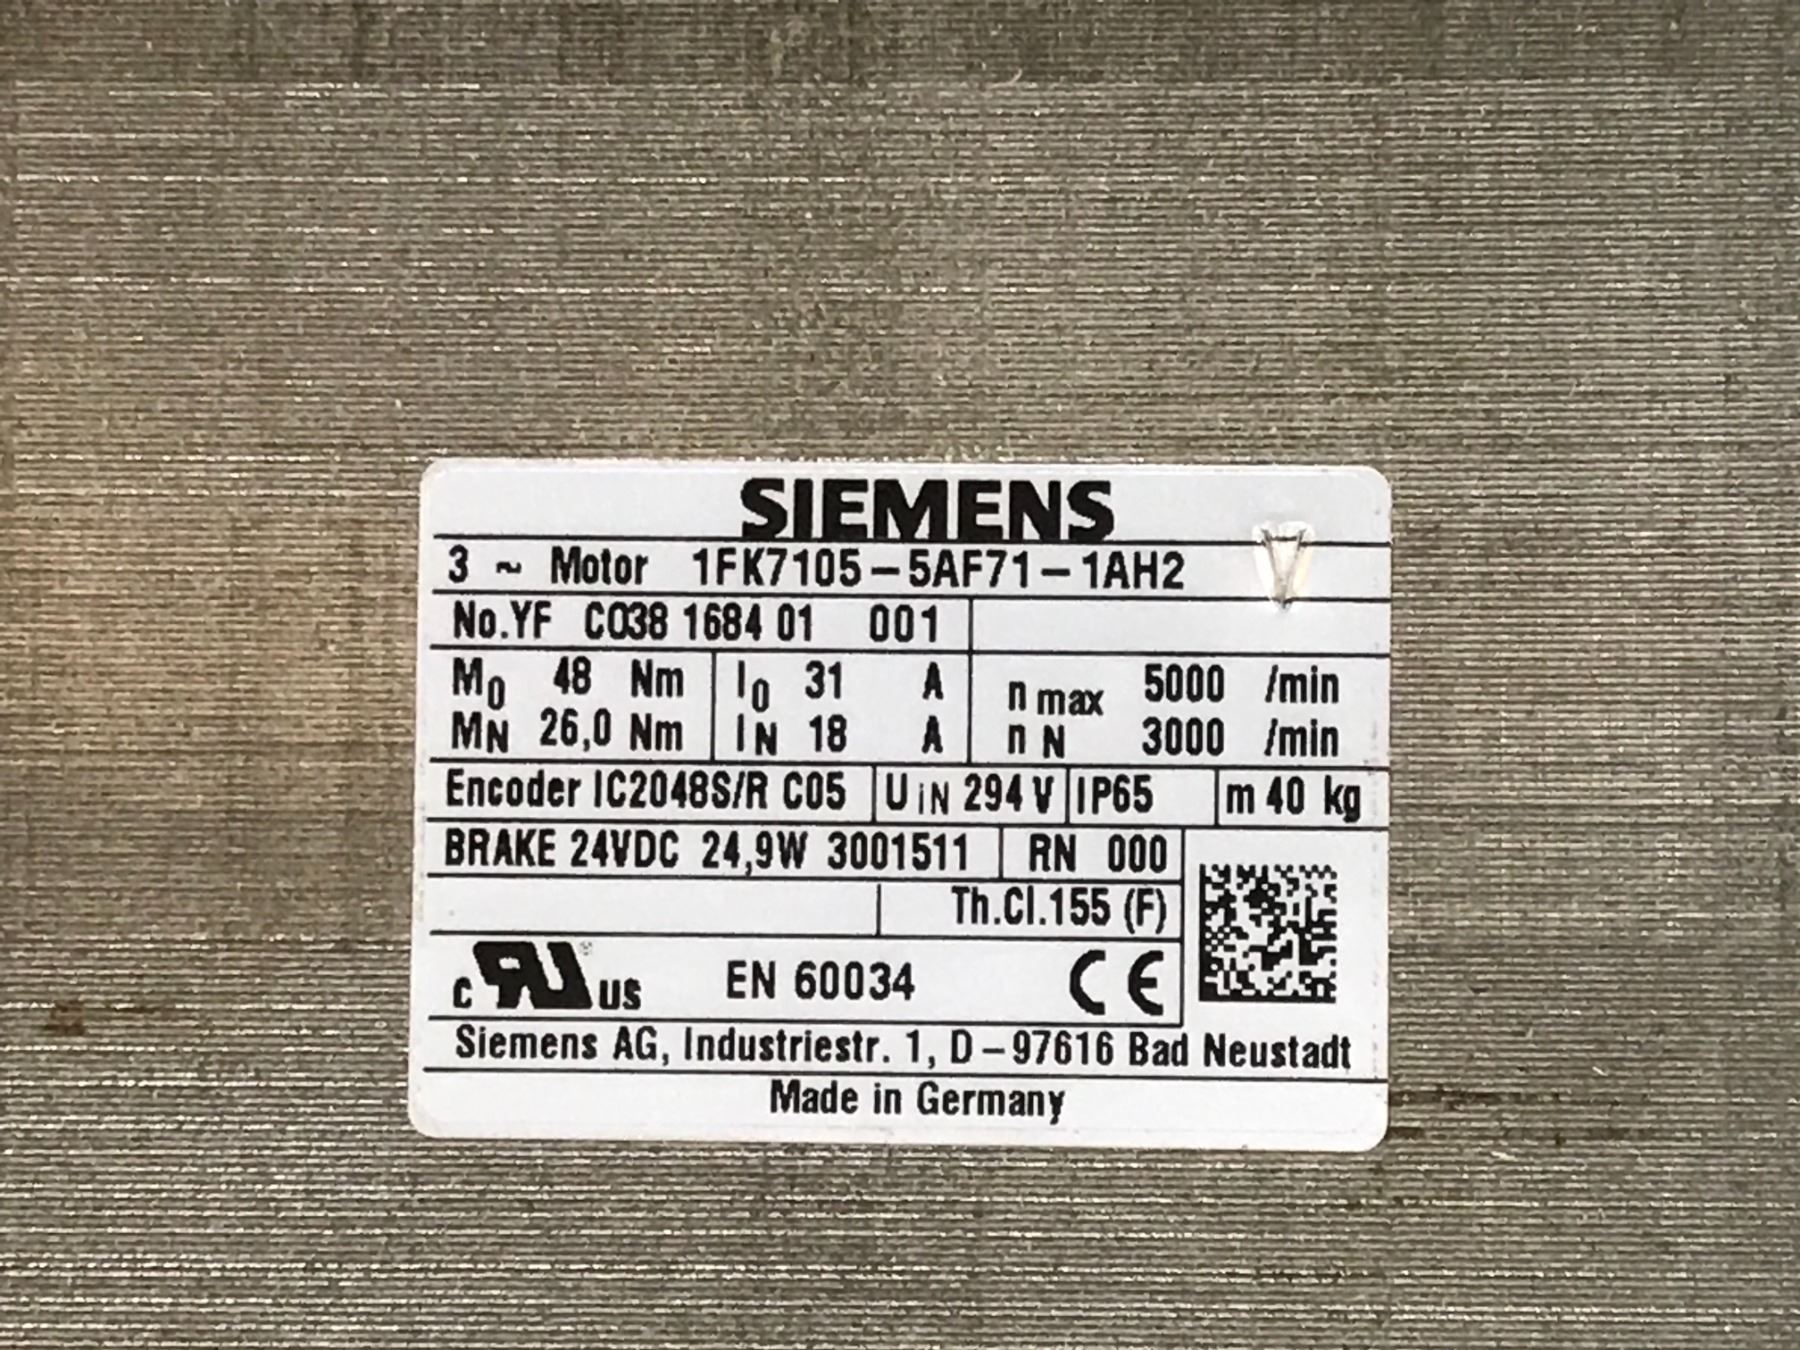 SIEMENS
3 ~ Motor 1FK7105-5AF71-1AH2
No.YF C038 1684 01 001
M0 48 Nm I0 31 A n max 5000 /min
MN 26,0 Nm IN 18 A n N 3000 /min
Encoder IC2048S/R C05 UiN 294 V IP65 m 40 kg
BRAKE 24VDC 24,9W 3001511 RN 000
Th.Cl.155 (F)
c RU us EN 60034 CE
Siemens AG, Industriestr. 1, D-97616 Bad Neustadt
Made in Germany